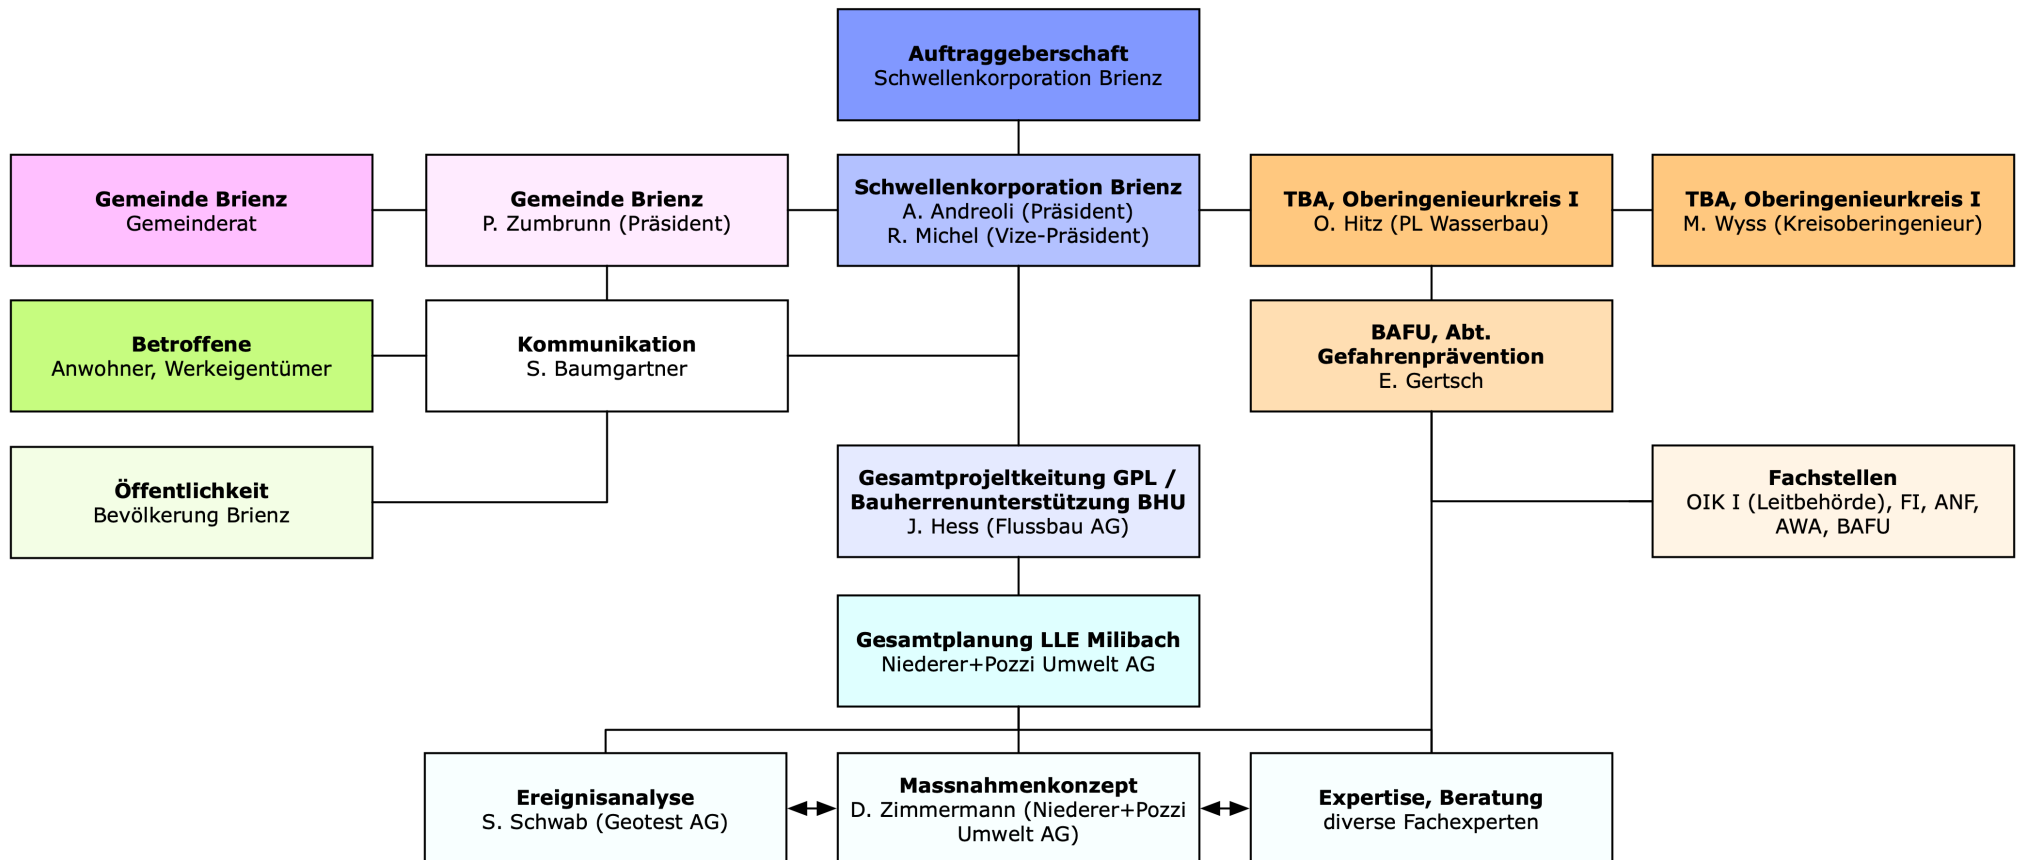 Auftraggeberschaft
Schwellenkorporation Brienz
Gemeinde Brienz
Gemeinderat
Gemeinde Brienz
P. Zumbrunn (Präsident)
Schwellenkorporation Brienz
A. Andreoli (Präsident)
R. Michel (Vize-Präsident)
TBA, Oberingenieurkreis I
O. Hitz (PL Wasserbau)
TBA, Oberingenieurkreis I
M. Wyss (Kreisoberingenieur)
Betroffene
Anwohner, Werkeigentümer
Kommunikation
S. Baumgartner
BAFU, Abt.
Gefahrenprävention
E. Gertsch
Öffentlichkeit
Bevölkerung Brienz
Gesamtprojeltkeitung GPL /
Bauherrenunterstützung BHU
J. Hess (Flussbau AG)
Fachstellen
OIK I (Leitbehörde), FI, ANF,
AWA, BAFU
Gesamtplanung LLE Milibach
Niederer+Pozzi Umwelt AG
Ereignisanalyse
S. Schwab (Geotest AG)
Massnahmenkonzept
D. Zimmermann (Niederer+Pozzi
Umwelt AG)
Expertise, Beratung
diverse Fachexperten